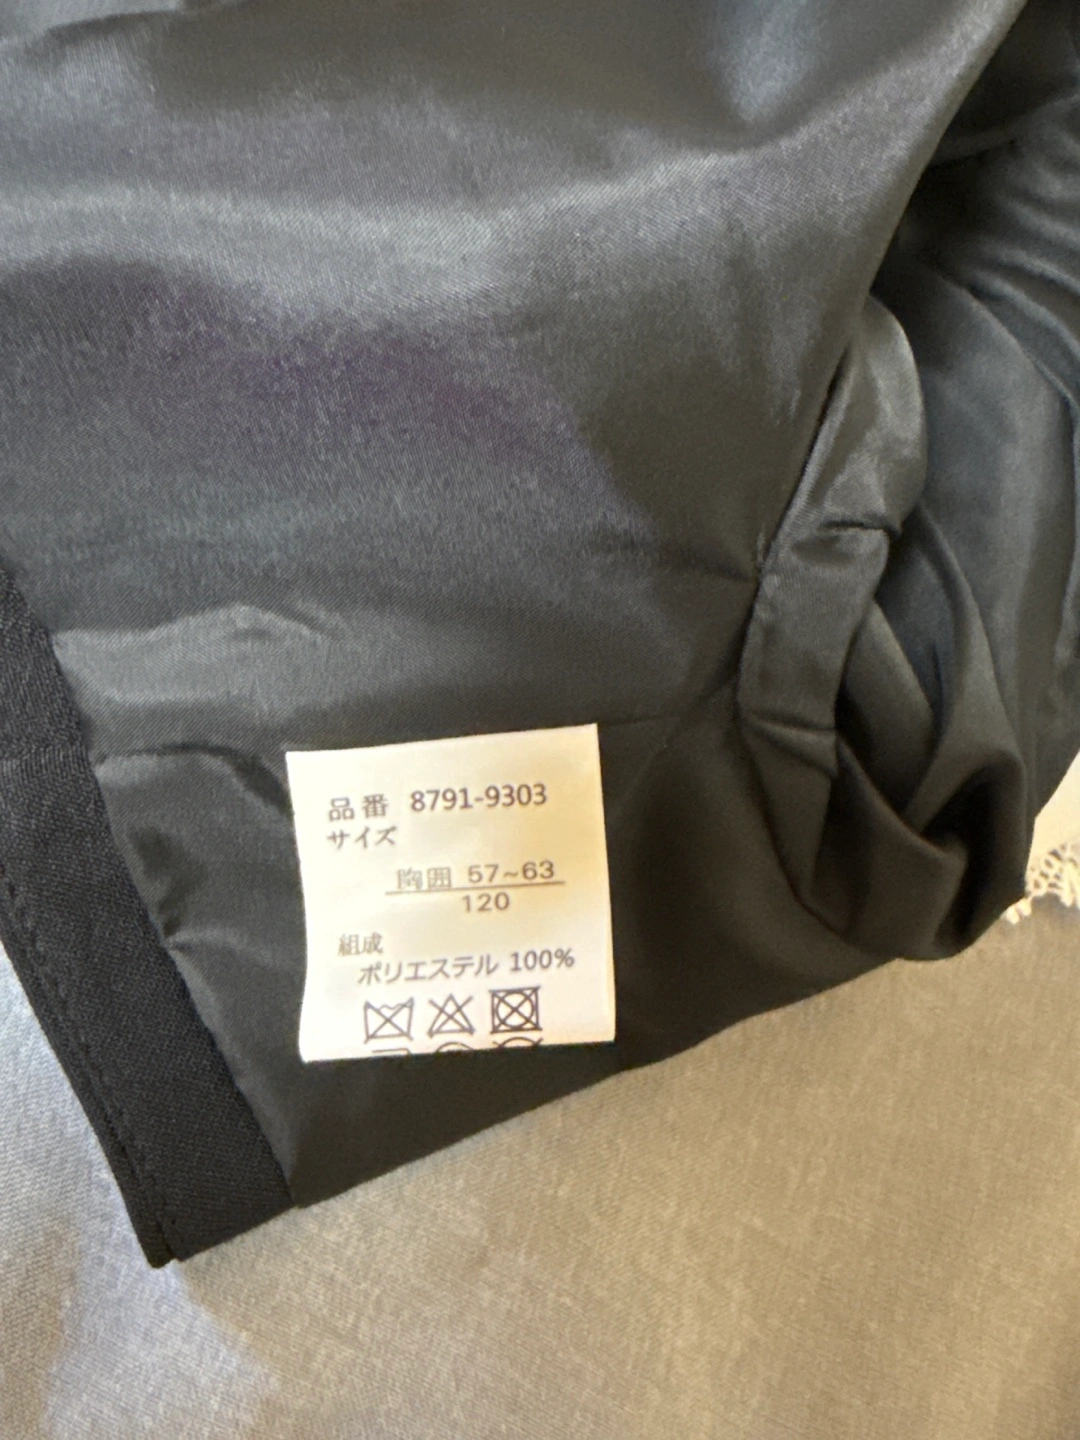 品番 8791-9303
サイズ
胸囲 57~63
120
組成
ポリエステル 100%